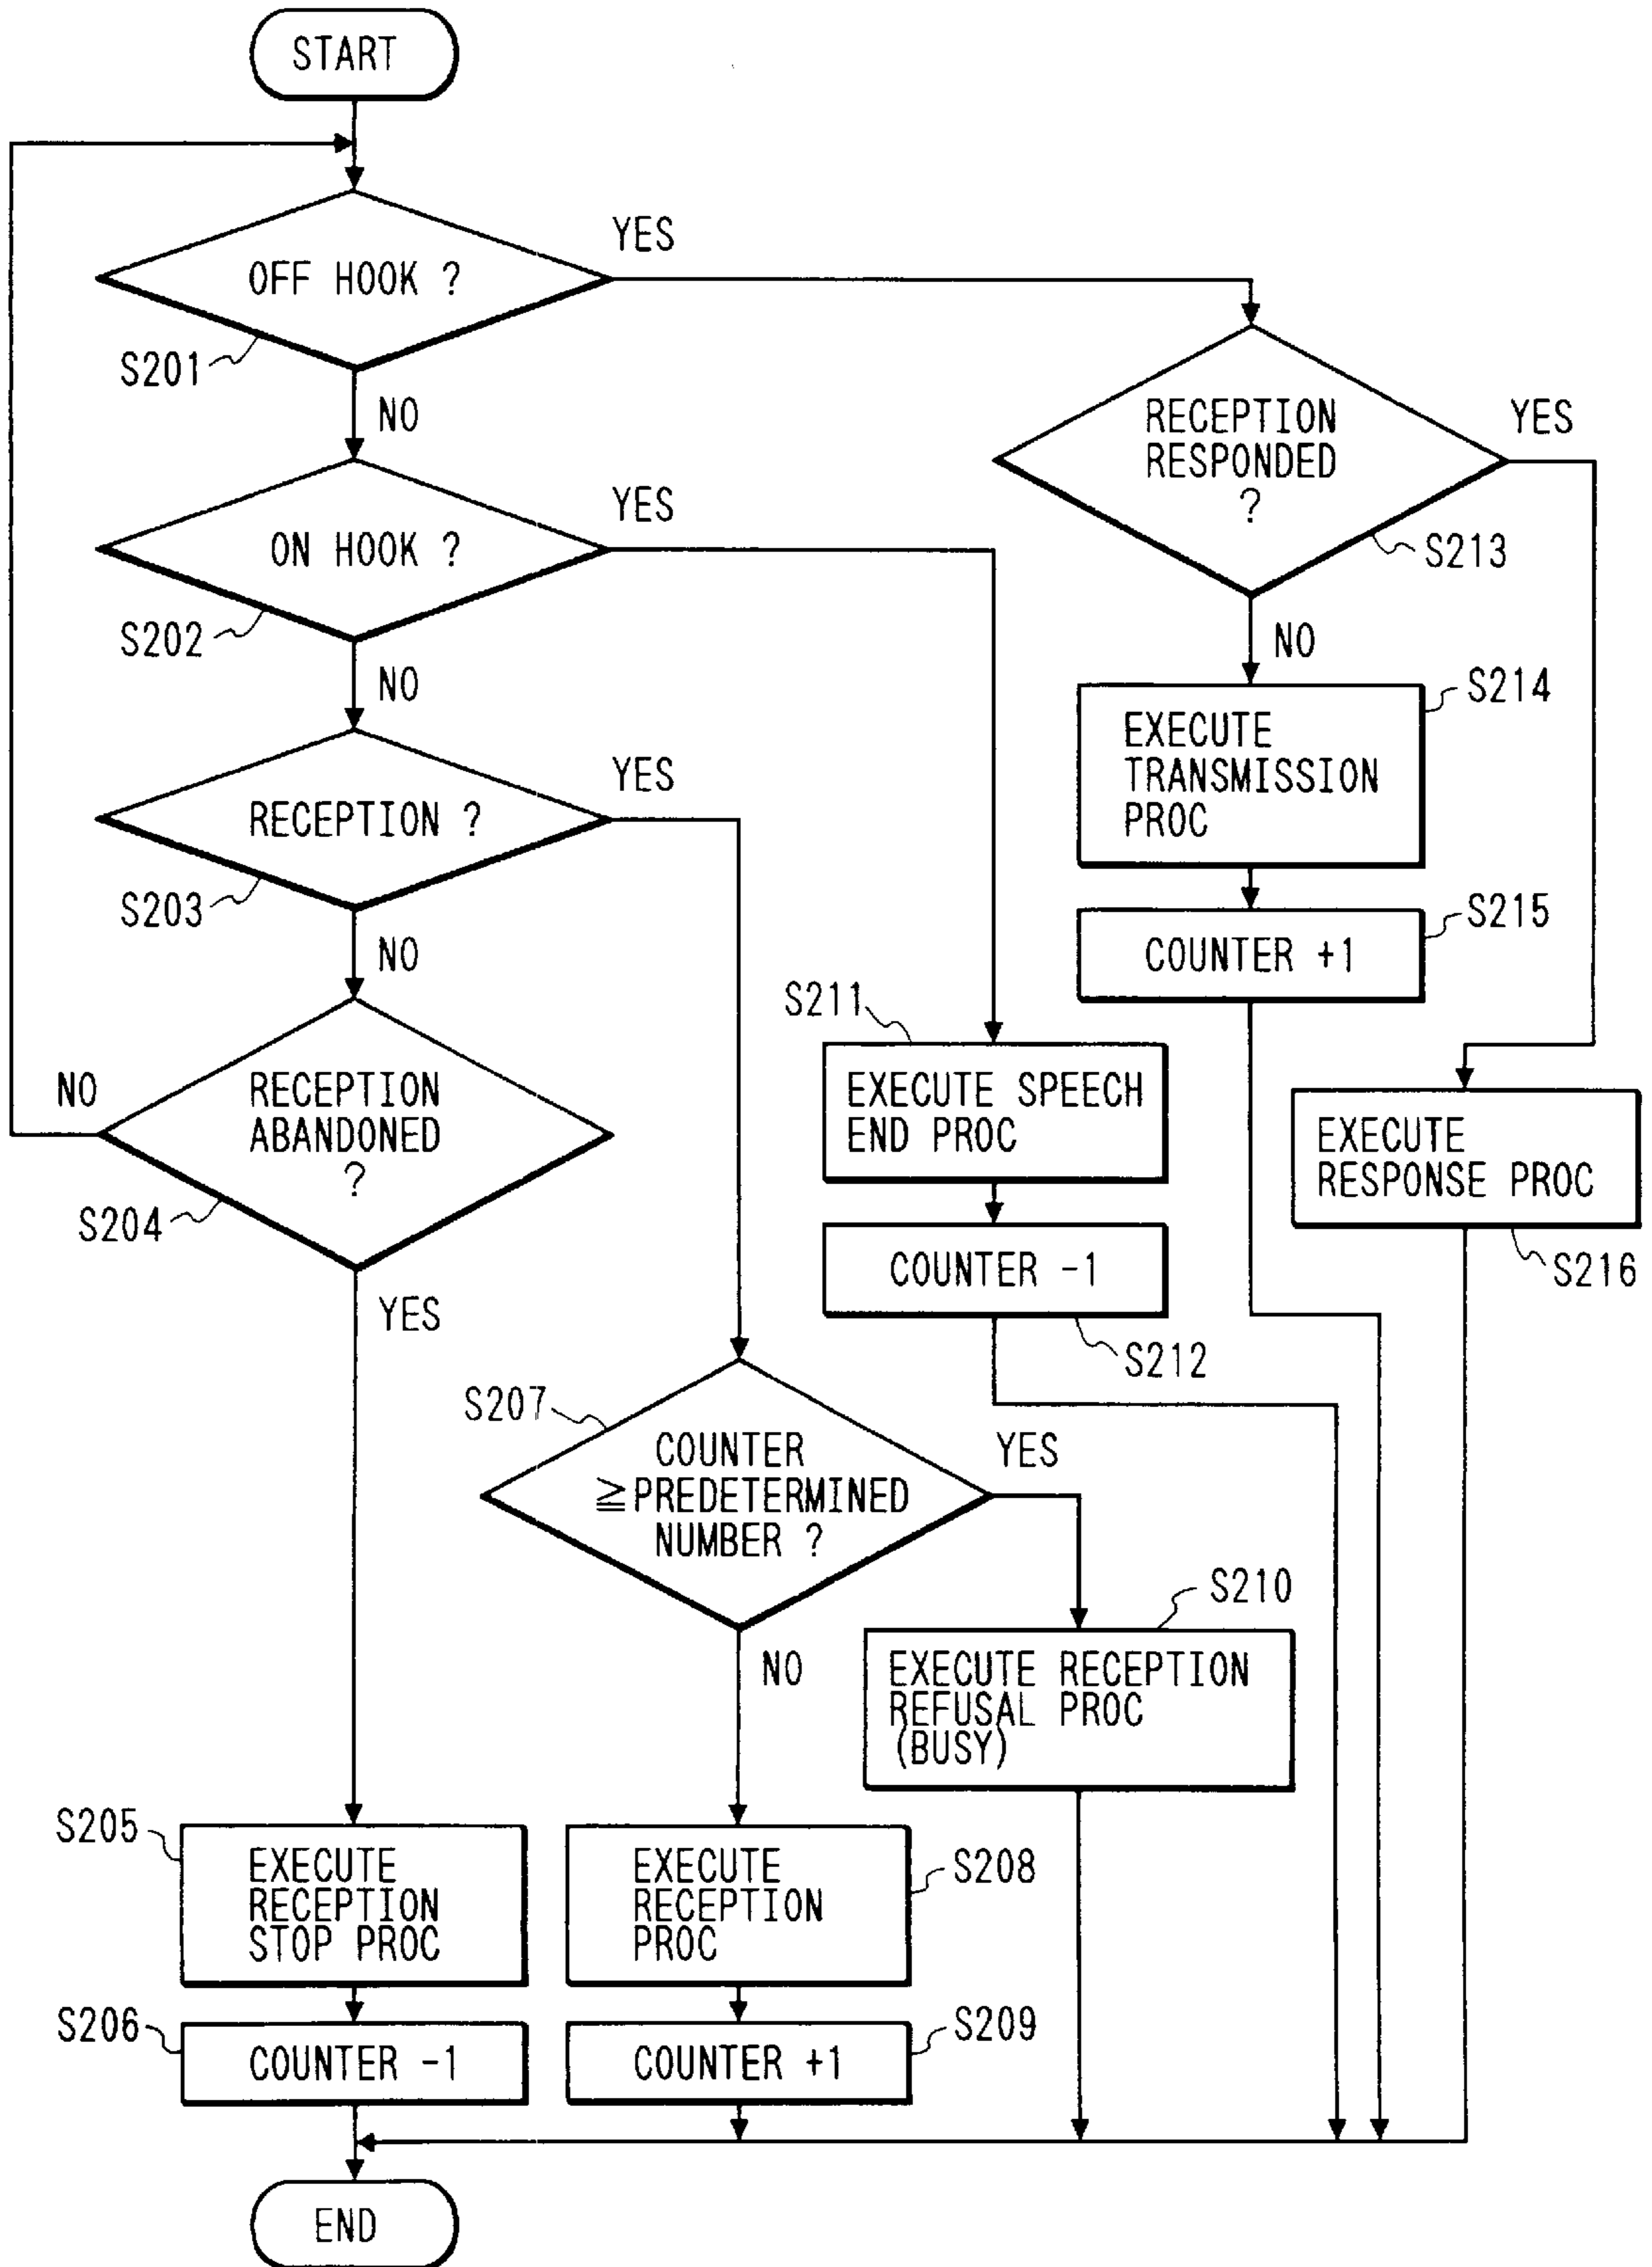 START
OFF HOOK ?
YES
S201
NO
RECEPTION
RESPONDED
?
YES
S213
ON HOOK ?
YES
S202
NO
NO
S214
EXECUTE
TRANSMISSION
PROC
RECEPTION ?
YES
S203
NO
S215
COUNTER +1
S211
EXECUTE SPEECH
END PROC
RECEPTION
ABANDONED
?
NO
S204
YES
EXECUTE
RESPONSE PROC
S216
COUNTER -1
S212
S207
COUNTER
≧PREDETERMINED
NUMBER ?
YES
NO
S210
EXECUTE RECEPTION
REFUSAL PROC
(BUSY)
S205
EXECUTE
RECEPTION
STOP PROC
EXECUTE
RECEPTION
PROC
S208
S206
COUNTER -1
COUNTER +1
S209
END